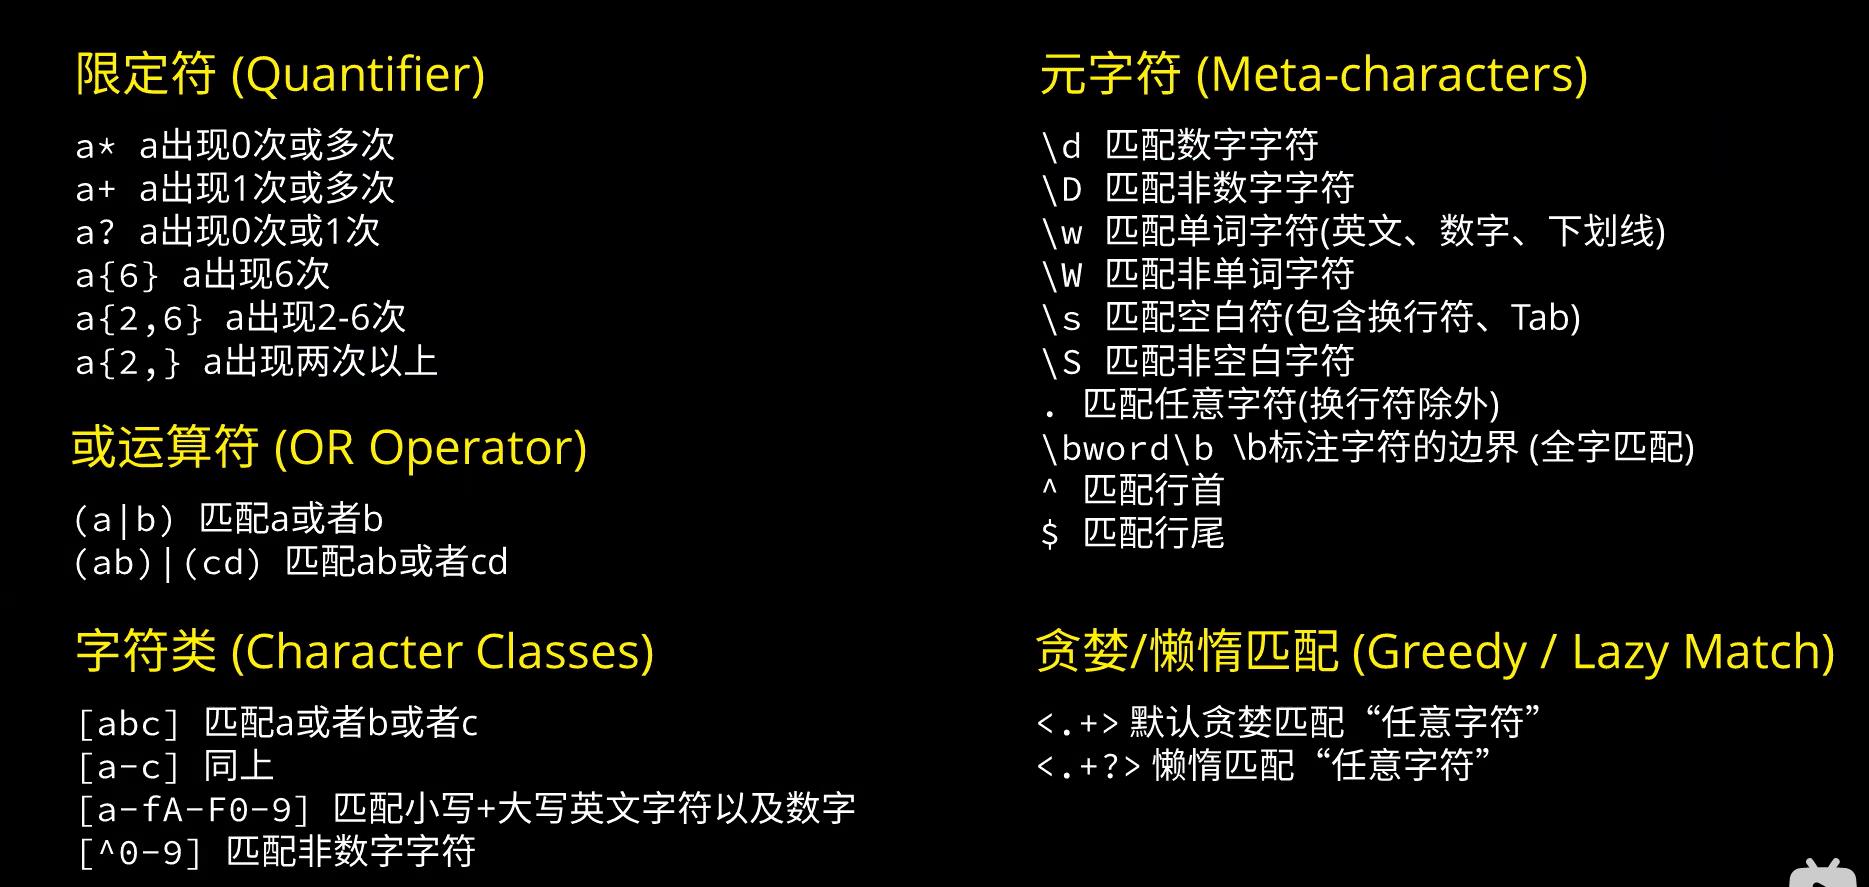 限定符 (Quantifier)
a* a出现0次或多次
a+ a出现1次或多次
a? a出现0次或1次
a{6} a出现6次
a{2,6} a出现2-6次
a{2,} a出现两次以上
或运算符 (OR Operator)
(a|b) 匹配a或者b
(ab)|(cd) 匹配ab或者cd
字符类 (Character Classes)
[abc] 匹配a或者b或者c
[a-c] 同上
[a-fA-F0-9] 匹配小写+大写英文字符以及数字
[^0-9] 匹配非数字字符
元字符 (Meta-characters)
\d 匹配数字字符
\D 匹配非数字字符
\w 匹配单词字符(英文、数字、下划线)
\W 匹配非单词字符
\s 匹配空白符(包含换行符、Tab)
\S 匹配非空白字符
. 匹配任意字符(换行符除外)
\bword\b \b标注字符的边界 (全字匹配)
^ 匹配行首
$ 匹配行尾
贪婪/懒惰匹配 (Greedy / Lazy Match)
<.+> 默认贪婪匹配“任意字符”
<.+?> 懒惰匹配“任意字符”